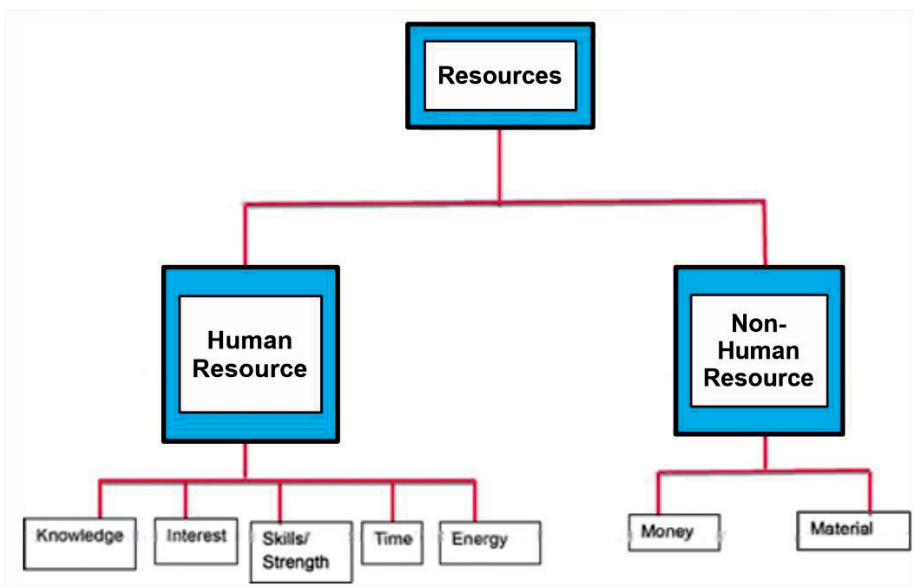 Resources
Human
Resource
Non-
Human
Resource
Knowledge
Interest
Skills/
Strength
Time
Energy
Money
Material